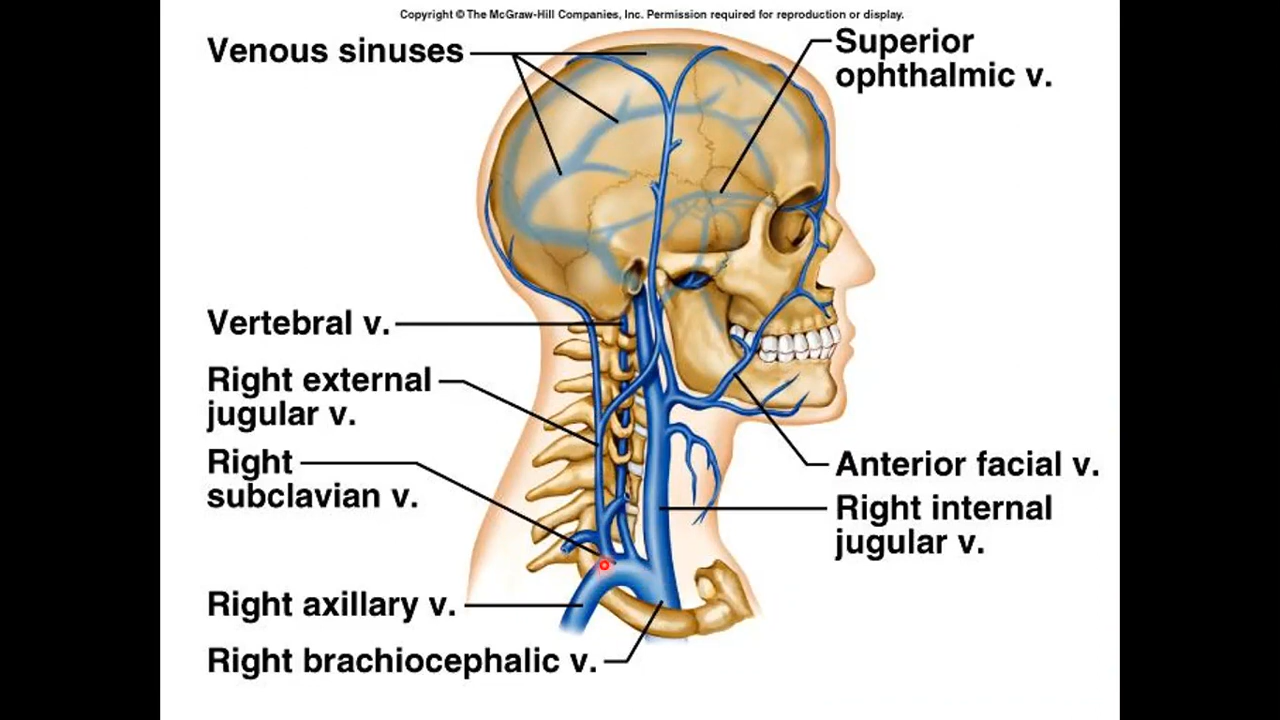 Copyright © The McGraw-Hill Companies, Inc. Permission required for reproduction or display.
Venous sinuses
Superior
ophthalmic v.
Vertebral v.
Right external
jugular v.
Right
subclavian v.
Anterior facial v.
Right internal
jugular v.
Right axillary v.
Right brachiocephalic v.